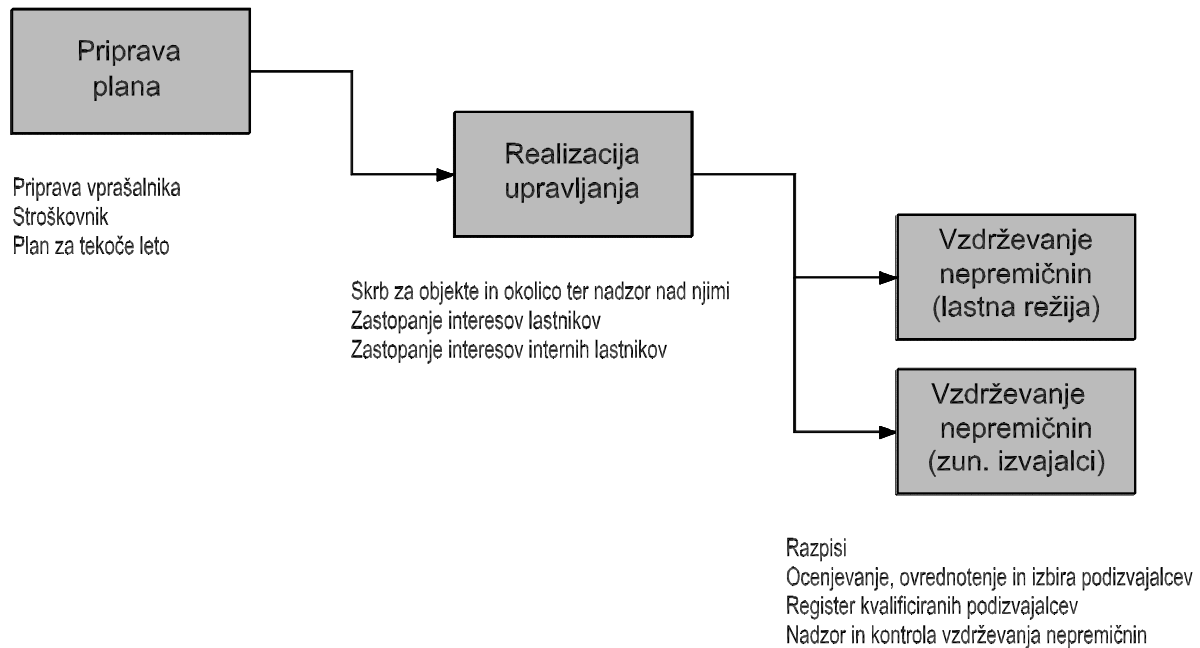 Priprava
plana
Priprava vprašalnika
Stroškovnik
Plan za tekoče leto
Realizacija
upravljanja
Skrb za objekte in okolico ter nadzor nad njimi
Zastopanje interesov lastnikov
Zastopanje interesov internih lastnikov
Vzdrževanje
nepremičnin
(lastna režija)
Vzdrževanje
nepremičnin
(zun. izvajalci)
Razpisi
Ocenjevanje, ovrednotenje in izbira podizvajalcev
Register kvalificiranih podizvajalcev
Nadzor in kontrola vzdrževanja nepremičnin